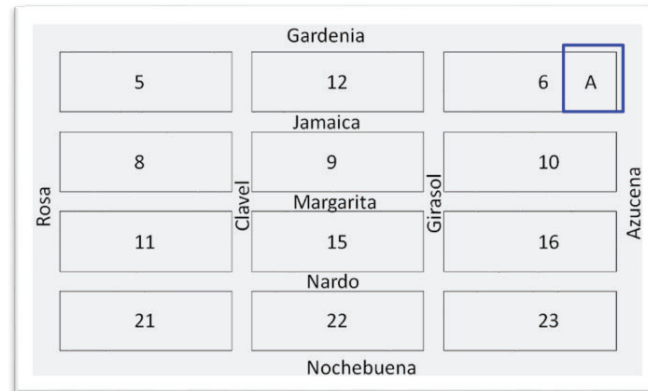 Gardenia
5 12 6 A
Jamaica
8 9 10
Rosa Clavel Margarita Girasol Azucena
11 15 16
Nardo
21 22 23
Nochebuena